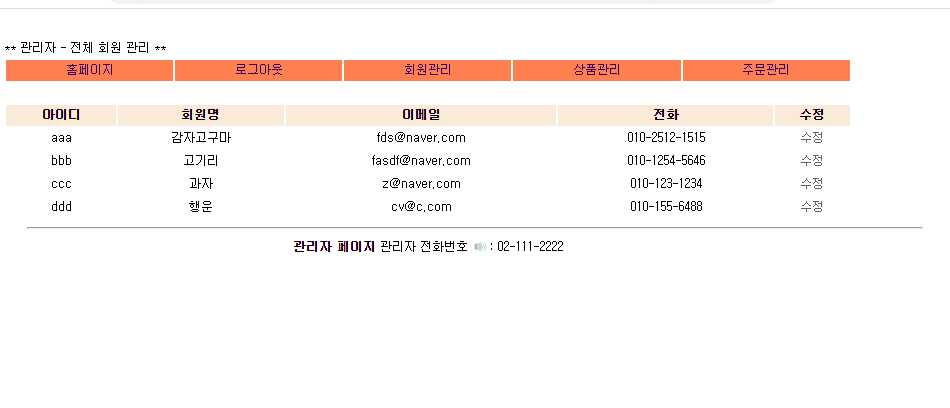 ** 관리자 - 전체 회원 관리 **
홈페이지 로그아웃 회원관리 상품관리 주문관리
아이디 회원명 이메일 전화 수정
aaa 감자고구마 fds@naver.com 010-2512-1515 수정
bbb 고기리 fasdf@naver.com 010-1254-5646 수정
ccc 과자 z@naver.com 010-123-1234 수정
ddd 행운 cv@c.com 010-155-6488 수정
관리자 페이지 관리자 전화번호 : 02-111-2222